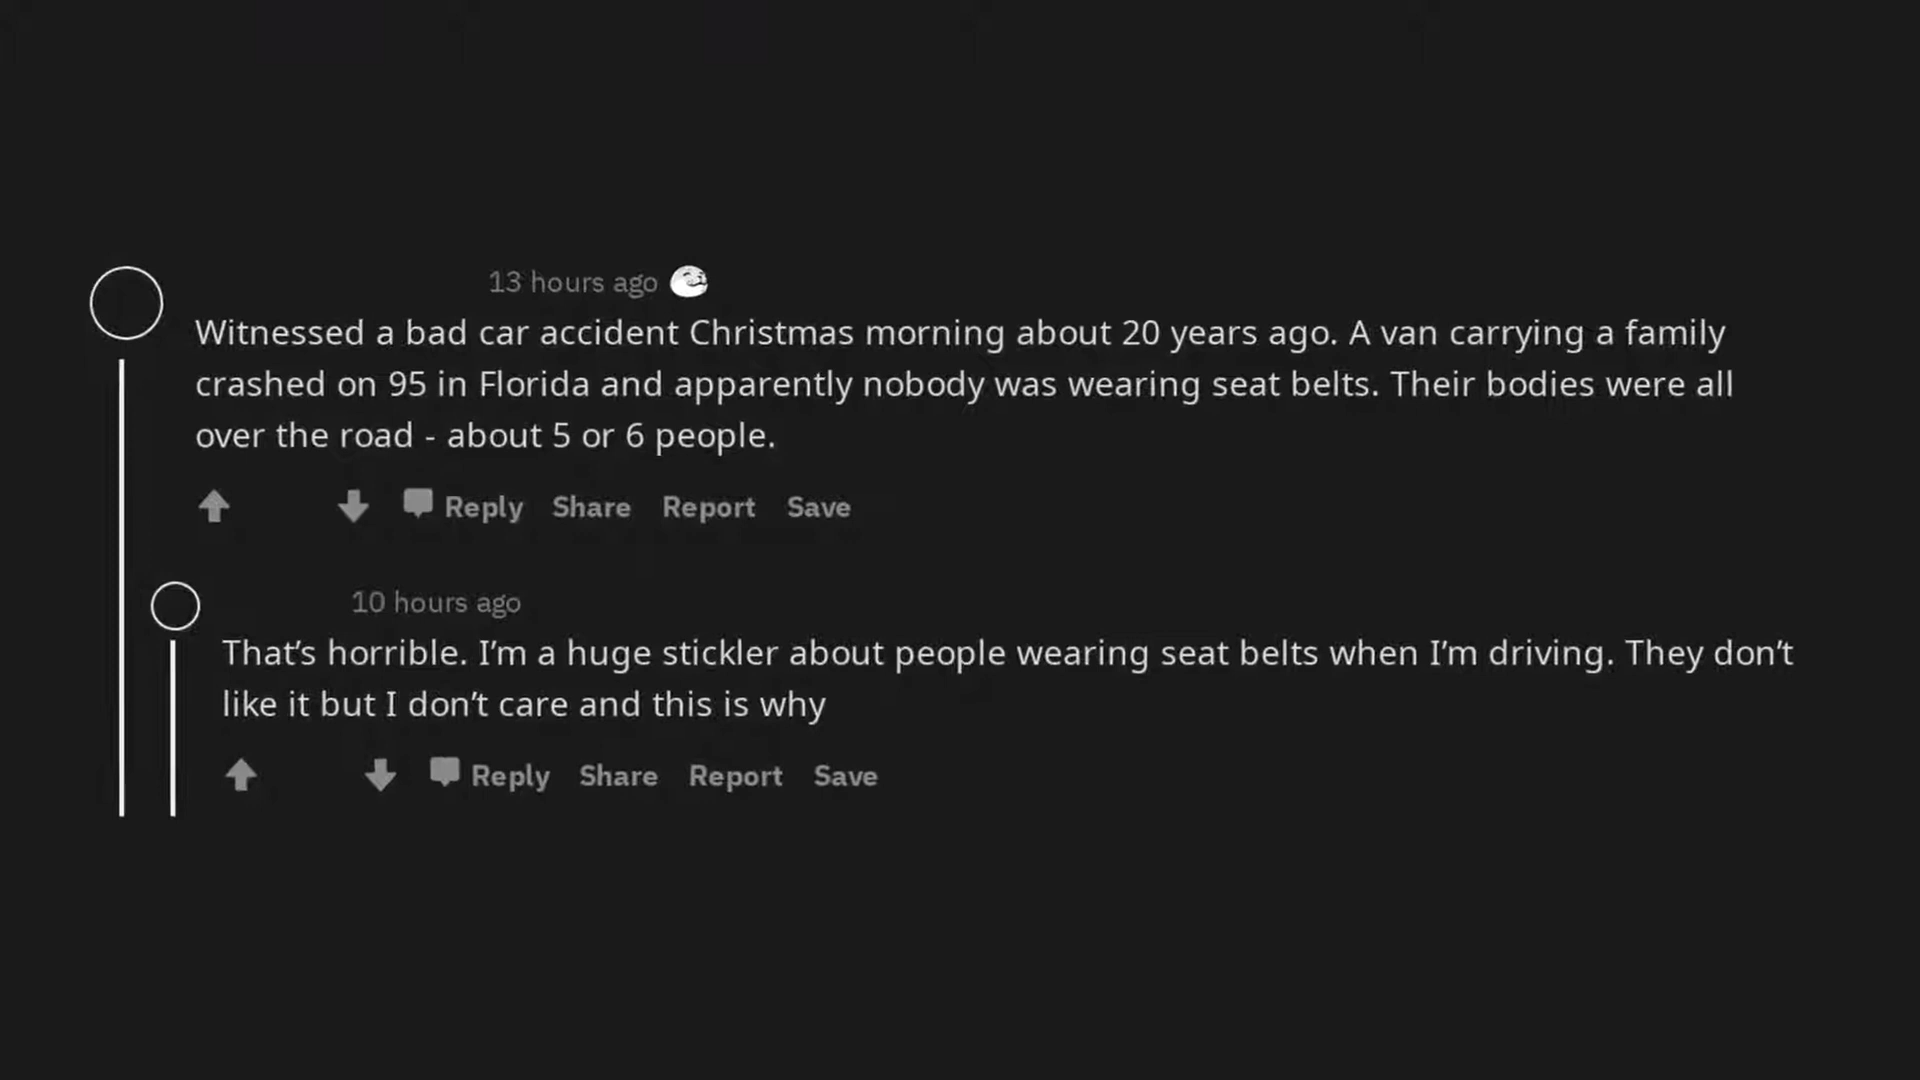 13 hours ago
Witnessed a bad car accident Christmas morning about 20 years ago. A van carrying a family
crashed on 95 in Florida and apparently nobody was wearing seat belts. Their bodies were all
over the road - about 5 or 6 people.
Reply Share Report Save
10 hours ago
That’s horrible. I’m a huge stickler about people wearing seat belts when I’m driving. They don’t
like it but I don’t care and this is why
Reply Share Report Save